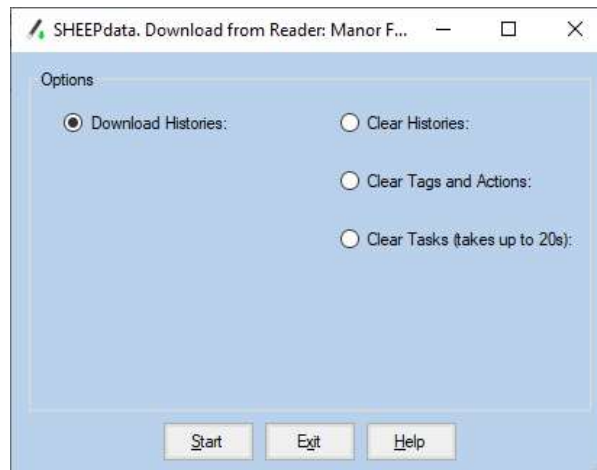 SHEEPdata. Download from Reader: Manor F...
Options
Download Histories:
Clear Histories:
Clear Tags and Actions:
Clear Tasks (takes up to 20s):
Start
Exit
Help